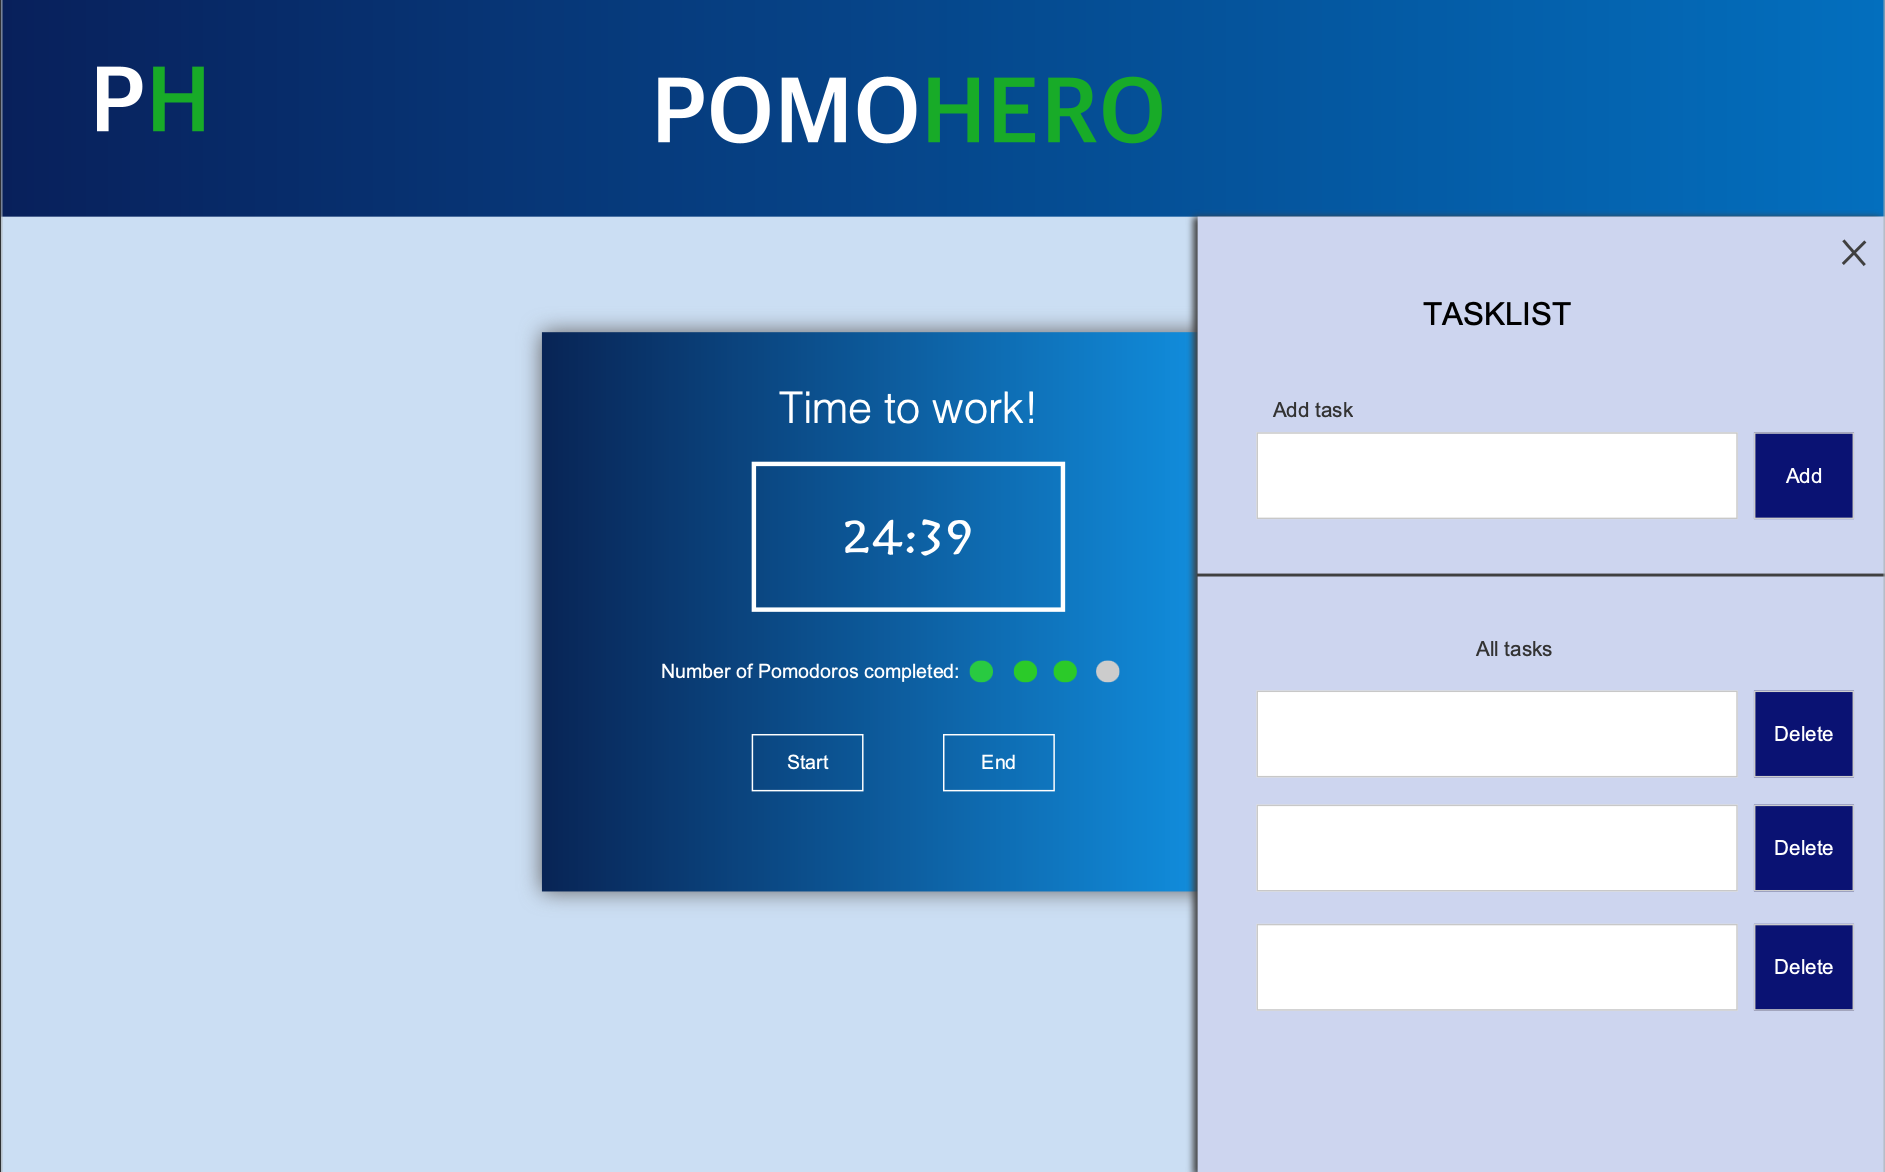 PH
POMOHERO
Time to work!
24:39
Number of Pomodoros completed:
Start
End
TASKLIST
Add task
Add
All tasks
Delete
Delete
Delete